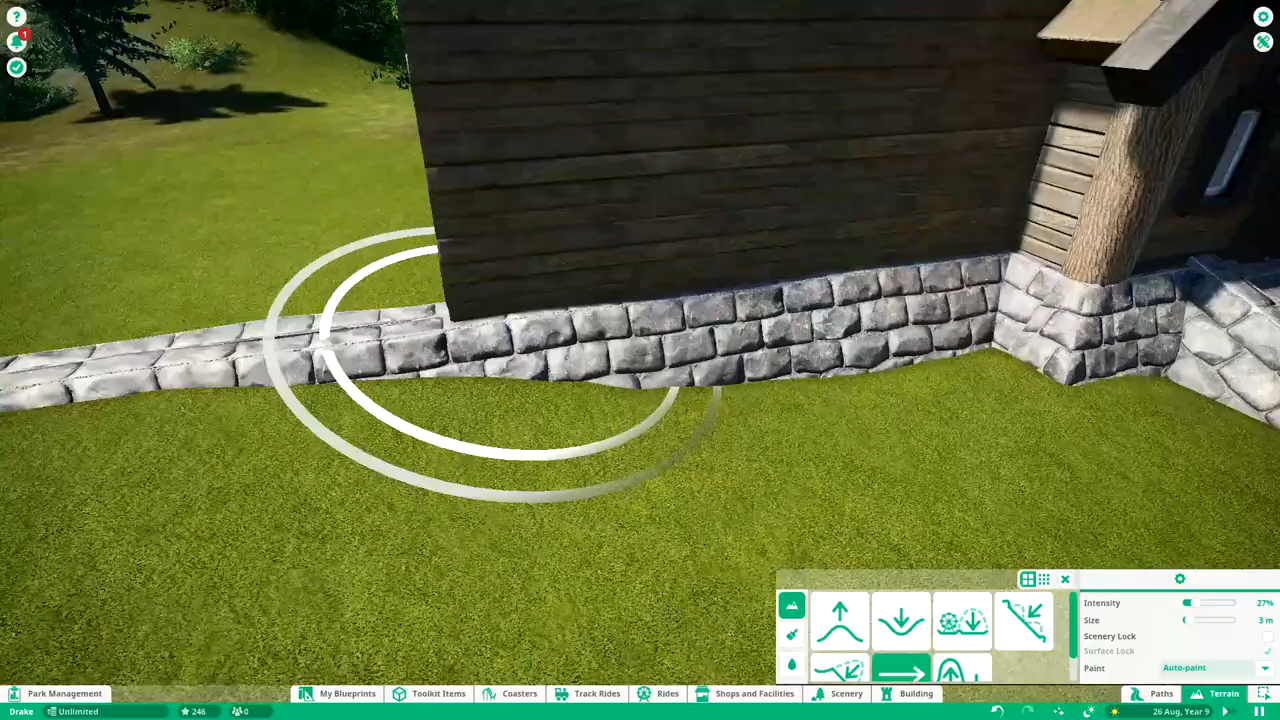 ?
1
Intensity 27%
Size 3 m
Scenery Lock
Surface Lock
Paint Auto-paint
Park Management My Blueprints Toolkit Items Coasters Track Rides Rides Shops and Facilities Scenery Building Paths Terrain
Drake Unlimited 246 0 26 Aug, Year 9